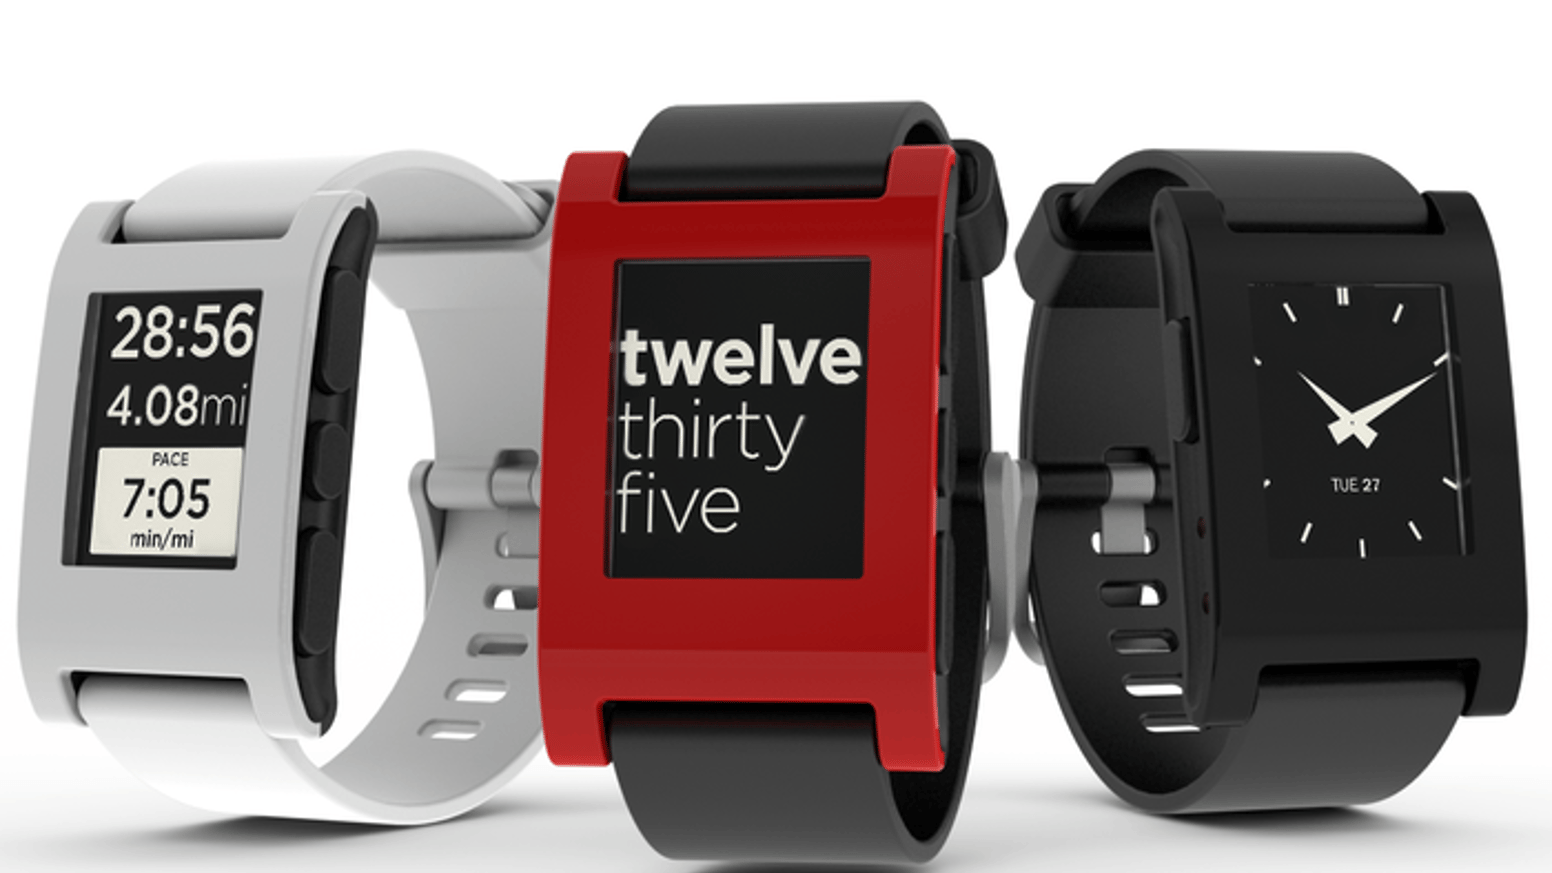 28:56
4.08mi
PACE
7:05
min/mi
twelve
thirty
five
TUE 27